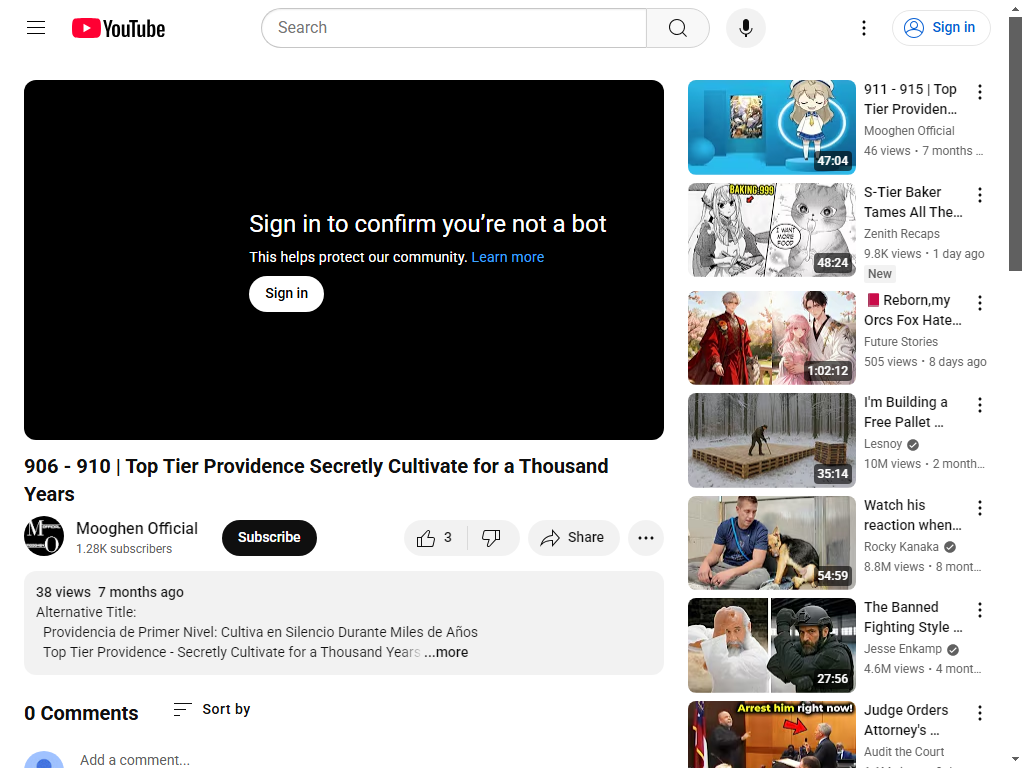 YouTube
Search
Sign in
Sign in to confirm you’re not a bot
This helps protect our community. Learn more
Sign in
906 - 910 | Top Tier Providence Secretly Cultivate for a Thousand
Years
Mooghen Official
1.28K subscribers
Subscribe
3
Share
38 views 7 months ago
Alternative Title:
Providencia de Primer Nivel: Cultiva en Silencio Durante Miles de Años
Top Tier Providence - Secretly Cultivate for a Thousand Years ...more
0 Comments
Sort by
Add a comment...
47:04
911 - 915 | Top
Tier Providen...
Mooghen Official
46 views • 7 months ...
BAKING:999
I WANT
MORE
FOOD
48:24
S-Tier Baker
Tames All The...
Zenith Recaps
9.8K views • 1 day ago
New
1:02:12
Reborn,my
Orcs Fox Hate...
Future Stories
505 views • 8 days ago
35:14
I'm Building a
Free Pallet ...
Lesnoy
10M views • 2 month...
54:59
Watch his
reaction when...
Rocky Kanaka
8.8M views • 8 mont...
27:56
The Banned
Fighting Style ...
Jesse Enkamp
4.6M views • 4 mont...
Arrest him right now!
Judge Orders
Attorney's ...
Audit the Court